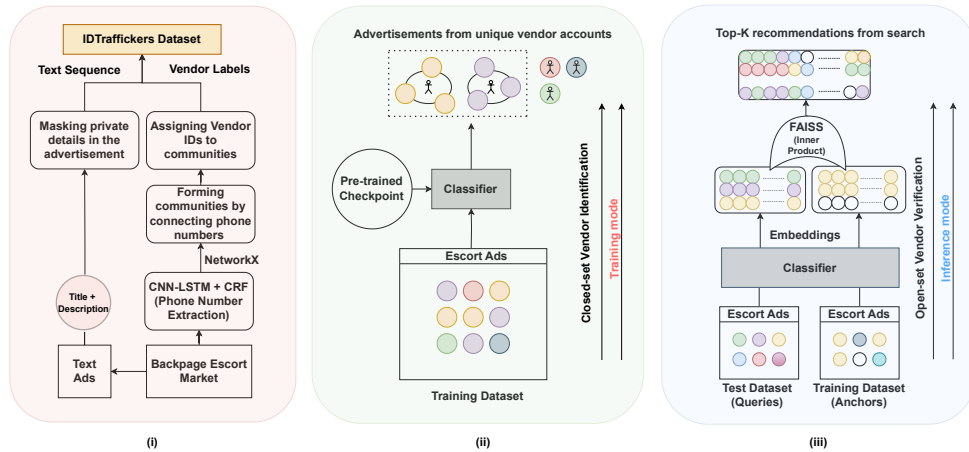 IDTraffickers Dataset
Text Sequence
Vendor Labels
Masking private
details in the
advertisement
Assigning Vendor
IDs to
communities
Forming
communities by
connecting phone
numbers
NetworkX
Title +
Description
CNN-LSTM + CRF
(Phone Number
Extraction)
Text
Ads
Backpage Escort
Market
(i)
Advertisements from unique vendor accounts
Pre-trained
Checkpoint
Classifier
Escort Ads
Training Dataset
Closed-set Vendor Identification
Training mode
(ii)
Top-K recommendations from search
FAISS
(Inner
Product)
Embeddings
Classifier
Escort Ads
Escort Ads
Test Dataset
(Queries)
Training Dataset
(Anchors)
Open-set Vendor Verification
Inference mode
(iii)